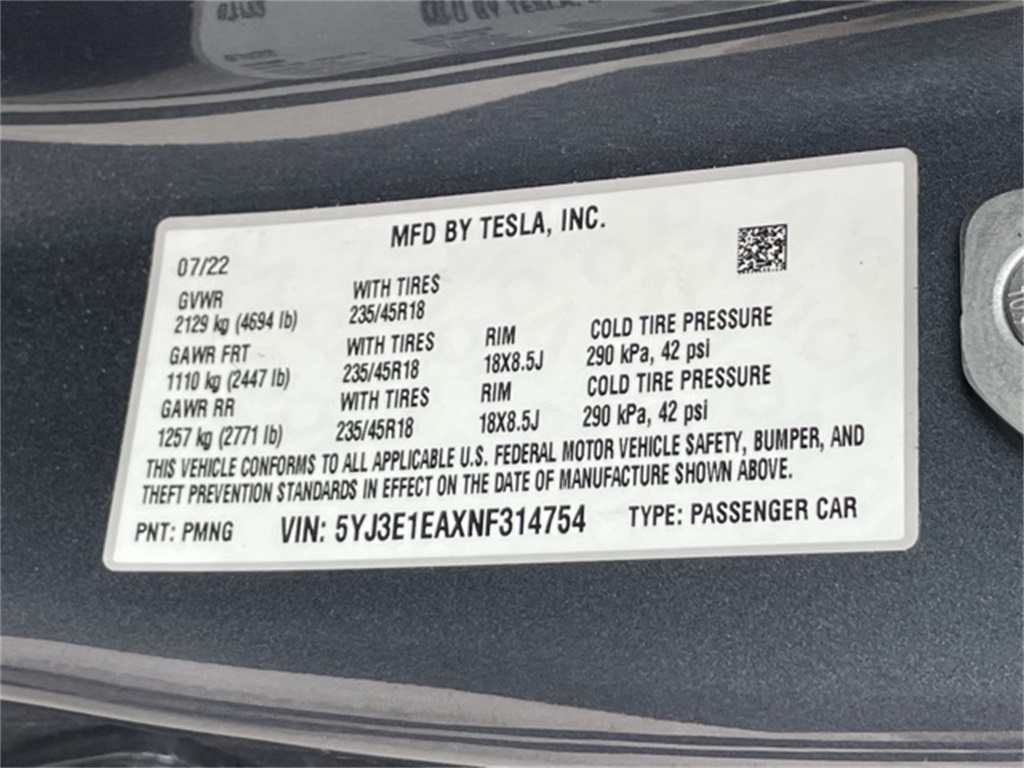 MFD BY TESLA, INC.
07/22
GVWR WITH TIRES
2129 kg (4694 lb) 235/45R18
GAWR FRT WITH TIRES RIM COLD TIRE PRESSURE
1110 kg (2447 lb) 235/45R18 18X8.5J 290 kPa, 42 psi
GAWR RR WITH TIRES RIM COLD TIRE PRESSURE
1257 kg (2771 lb) 235/45R18 18X8.5J 290 kPa, 42 psi
THIS VEHICLE CONFORMS TO ALL APPLICABLE U.S. FEDERAL MOTOR VEHICLE SAFETY, BUMPER, AND
THEFT PREVENTION STANDARDS IN EFFECT ON THE DATE OF MANUFACTURE SHOWN ABOVE.
PNT: PMNG VIN: 5YJ3E1EAXNF314754 TYPE: PASSENGER CAR